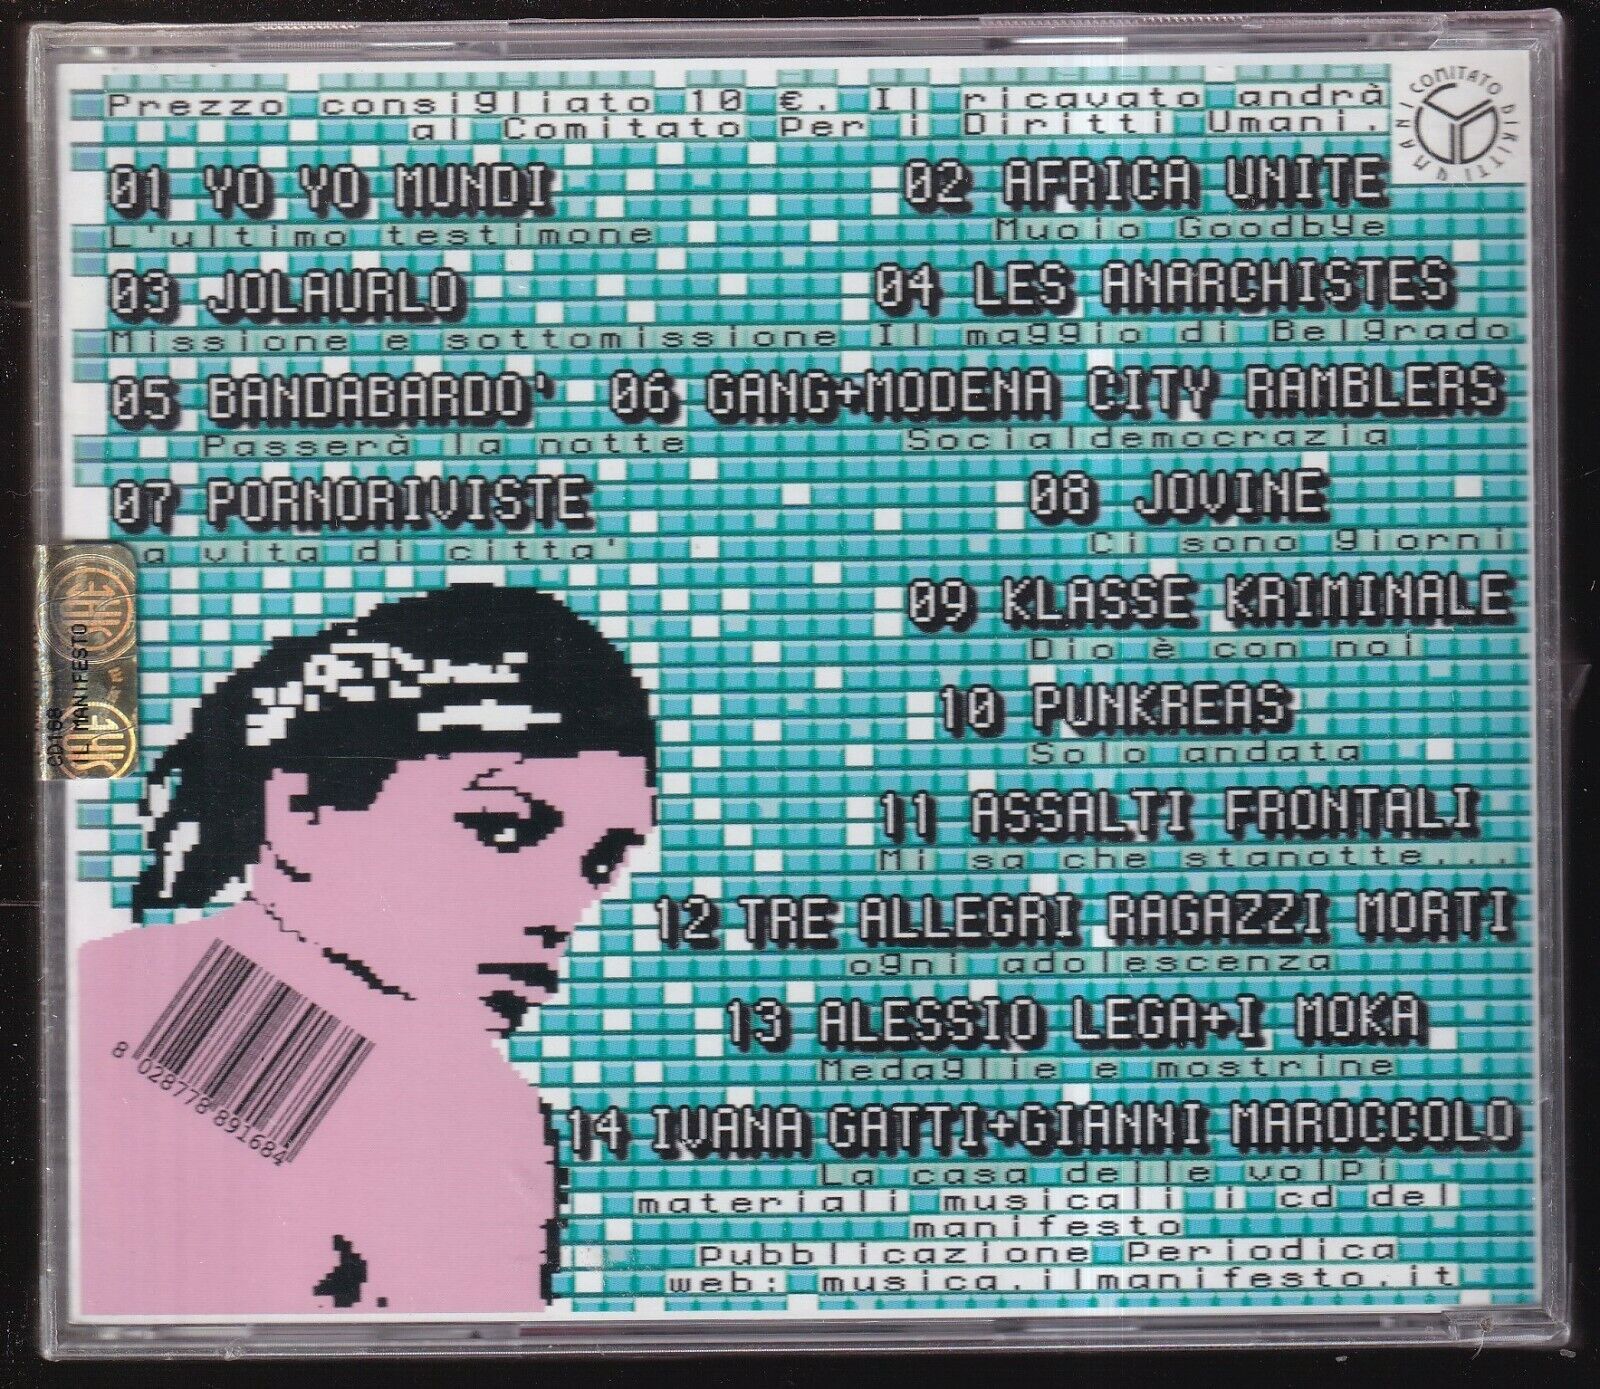 Prezzo consigliato 10 €. Il ricavato andrà
al Comitato Per i Diritti Umani.
COMITATO DIRITTI UMANI
01 YO YO MUNDI
L'ultimo testimone
02 AFRICA UNITE
Muoio Goodbye
03 JOLAURLO
Missione e sottomissione
04 LES ANARCHISTES
Il maggio di Belgrado
05 BANDABARDO'
Passerà la notte
06 GANG+MODENA CITY RAMBLERS
Socialdemocrazia
07 PORNORIVISTE
a vita di citta'
08 JOVINE
Ci sono giorni
09 KLASSE KRIMINALE
Dio è con noi
10 PUNKREAS
Solo andata
11 ASSALTI FRONTALI
Mi sa che stanotte...
12 TRE ALLEGRI RAGAZZI MORTI
ogni adolescenza
13 ALESSIO LEGA+I MOKA
Medaglie e mostrine
14 IVANA GATTI+GIANNI MAROCCOLO
La casa delle volpi
materiali musicali i cd del
manifesto
Pubblicazione Periodica
web: musica.ilmanifesto.it
CD168
IL MANIFESTO
SIAE
8 028778 891684